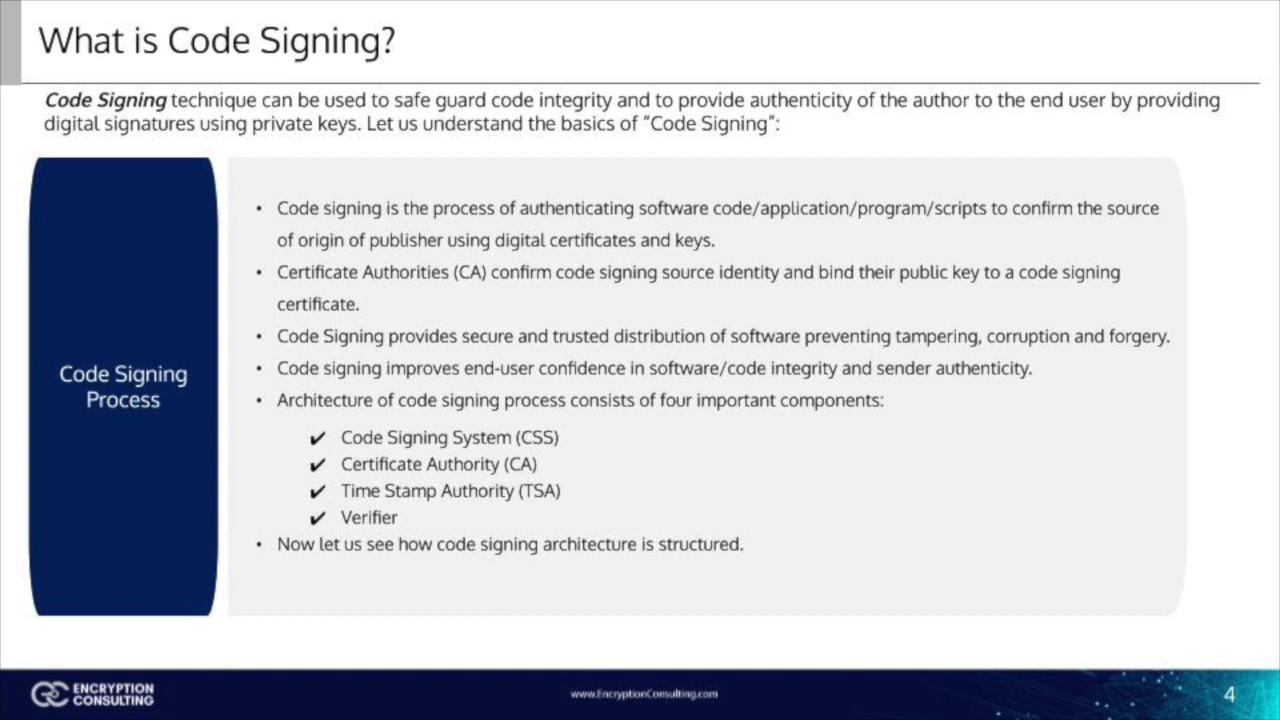 What is Code Signing?
Code Signing technique can be used to safe guard code integrity and to provide authenticity of the author to the end user by providing
digital signatures using private keys. Let us understand the basics of "Code Signing":
Code Signing
Process
• Code signing is the process of authenticating software code/application/program/scripts to confirm the source
of origin of publisher using digital certificates and keys.
• Certificate Authorities (CA) confirm code signing source identity and bind their public key to a code signing
certificate.
• Code Signing provides secure and trusted distribution of software preventing tampering, corruption and forgery.
• Code signing improves end-user confidence in software/code integrity and sender authenticity.
• Architecture of code signing process consists of four important components:
✔ Code Signing System (CSS)
✔ Certificate Authority (CA)
✔ Time Stamp Authority (TSA)
✔ Verifier
• Now let us see how code signing architecture is structured.
ENCRYPTION
CONSULTING
www.EncryptionConsulting.com
4